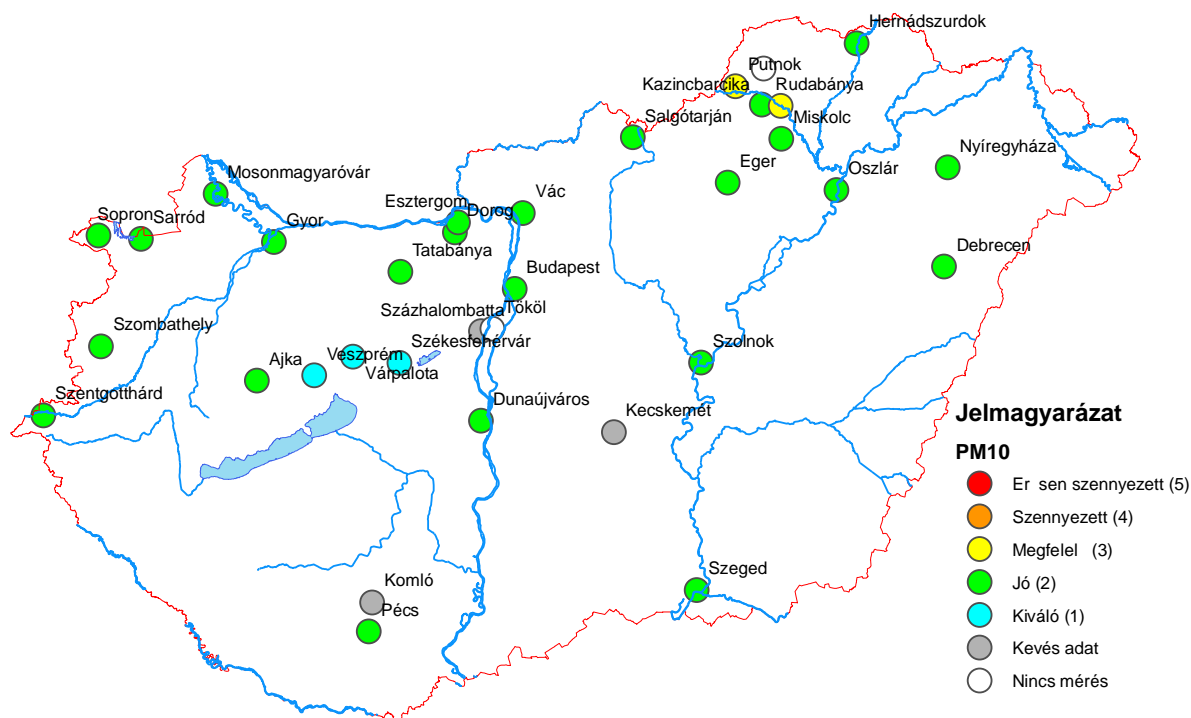 Hernádszurdok
Putnok
Kazincbarcika
Rudabánya
Salgótarján
Miskolc
Eger
Oszlár
Nyíregyháza
Mosonmagyaróvár
Esztergom
Vác
Sopron
Sarród
Gyor
Dorog
Tatabánya
Budapest
Debrecen
Százhalombatta
Tököl
Szombathely
Székesfehérvár
Ajka
Veszprém
Várpalota
Szolnok
Szentgotthárd
Dunaújváros
Kecskemét
Komló
Pécs
Szeged
Jelmagyarázat
PM10
Er sen szennyezett (5)
Szennyezett (4)
Megfelel (3)
Jó (2)
Kiváló (1)
Kevés adat
Nincs mérés